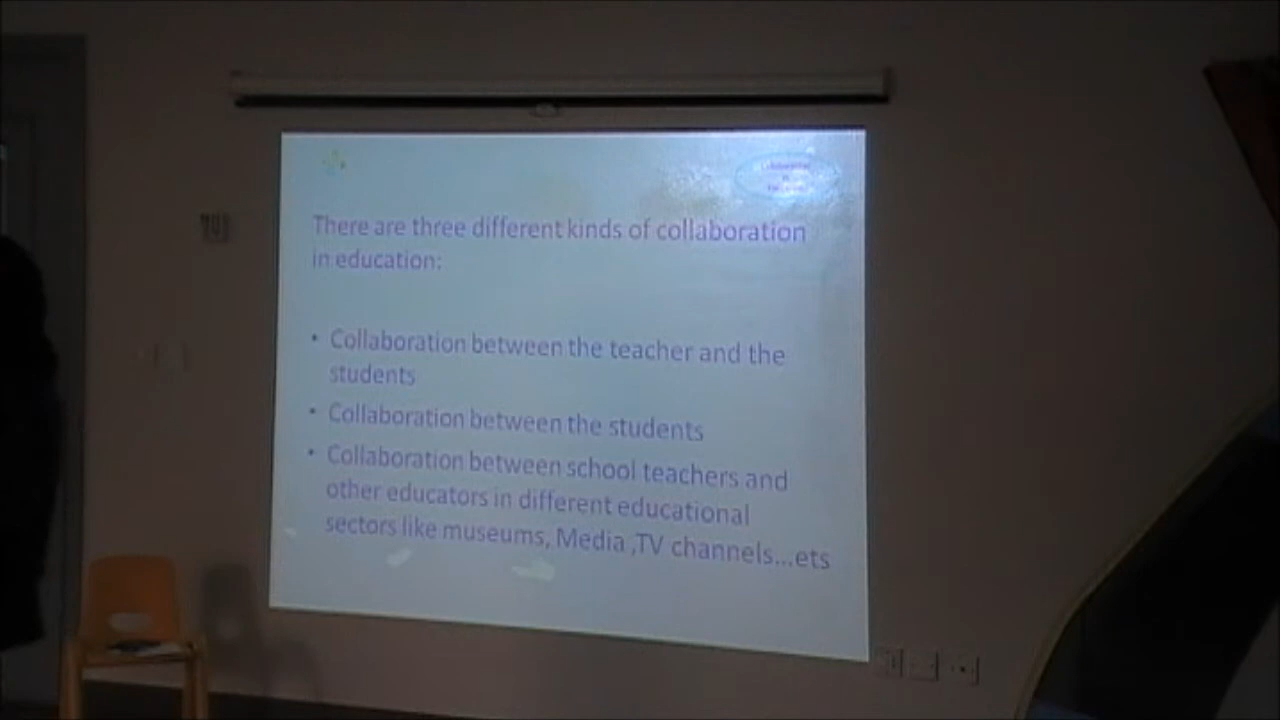 There are three different kinds of collaboration
in education:
• Collaboration between the teacher and the
students
• Collaboration between the students
• Collaboration between school teachers and
other educators in different educational
sectors like museums, Media ,TV channels...ets